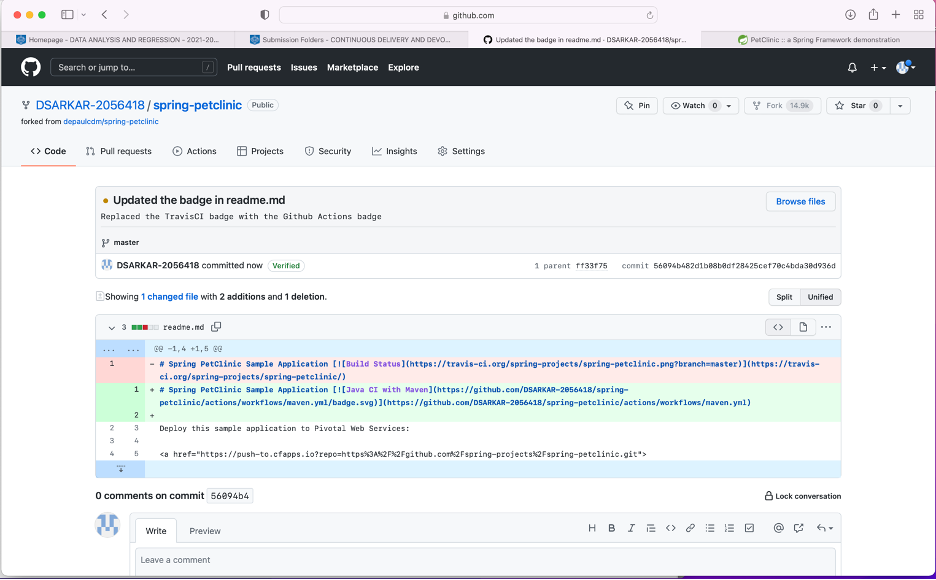 github.com
Homepage - DATA ANALYSIS AND REGRESSION - 2021-20...
Submission Folders - CONTINUOUS DELIVERY AND DEVO...
Updated the badge in readme.md · DSARKAR-2056418/spr...
PetClinic :: a Spring Framework demonstration
Search or jump to... /
Pull requests Issues Marketplace Explore
DSARKAR-2056418 / spring-petclinic Public
Pin Watch 0 Fork 14.9k Star 0
forked from depaulcdm/spring-petclinic
Code Pull requests Actions Projects Security Insights Settings
Updated the badge in readme.md
Browse files
Replaced the TravisCI badge with the Github Actions badge
master
DSARKAR-2056418 committed now Verified
1 parent ff33f75 commit 56094b482d1b08b0df28425cef70c4bda30d936d
Showing 1 changed file with 2 additions and 1 deletion.
Split Unified
3 readme.md
... ... @@ -1,4 +1,5 @@
1 - # Spring PetClinic Sample Application [![Build Status](https://travis-ci.org/spring-projects/spring-petclinic.png?branch=master)](https://travis-
ci.org/spring-projects/spring-petclinic/)
1 + # Spring PetClinic Sample Application [![Java CI with Maven](https://github.com/DSARKAR-2056418/spring-
petclinic/actions/workflows/maven.yml/badge.svg)](https://github.com/DSARKAR-2056418/spring-petclinic/actions/workflows/maven.yml)
2 +
2 3 Deploy this sample application to Pivotal Web Services:
3 4
4 5 <a href="https://push-to.cfapps.io?repo=https%3A%2F%2Fgithub.com%2Fspring-projects%2Fspring-petclinic.git">
0 comments on commit 56094b4
Lock conversation
Write Preview
H B I
Leave a comment